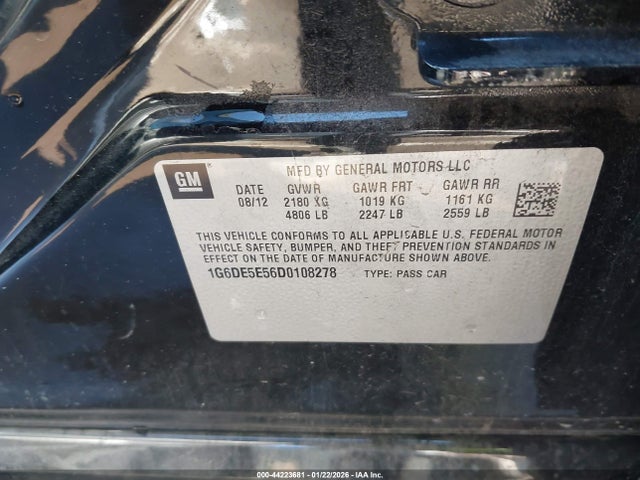 GM
MFD BY GENERAL MOTORS LLC
DATE GVWR GAWR FRT GAWR RR
08/12 2180 KG 1019 KG 1161 KG
4806 LB 2247 LB 2559 LB
THIS VEHICLE CONFORMS TO ALL APPLICABLE U.S. FEDERAL MOTOR
VEHICLE SAFETY, BUMPER, AND THEFT PREVENTION STANDARDS IN
EFFECT ON THE DATE OF MANUFACTURE SHOWN ABOVE.
1G6DE5E56D0108278 TYPE: PASS CAR
000-44223681 - 01/22/2026 - IAA Inc.